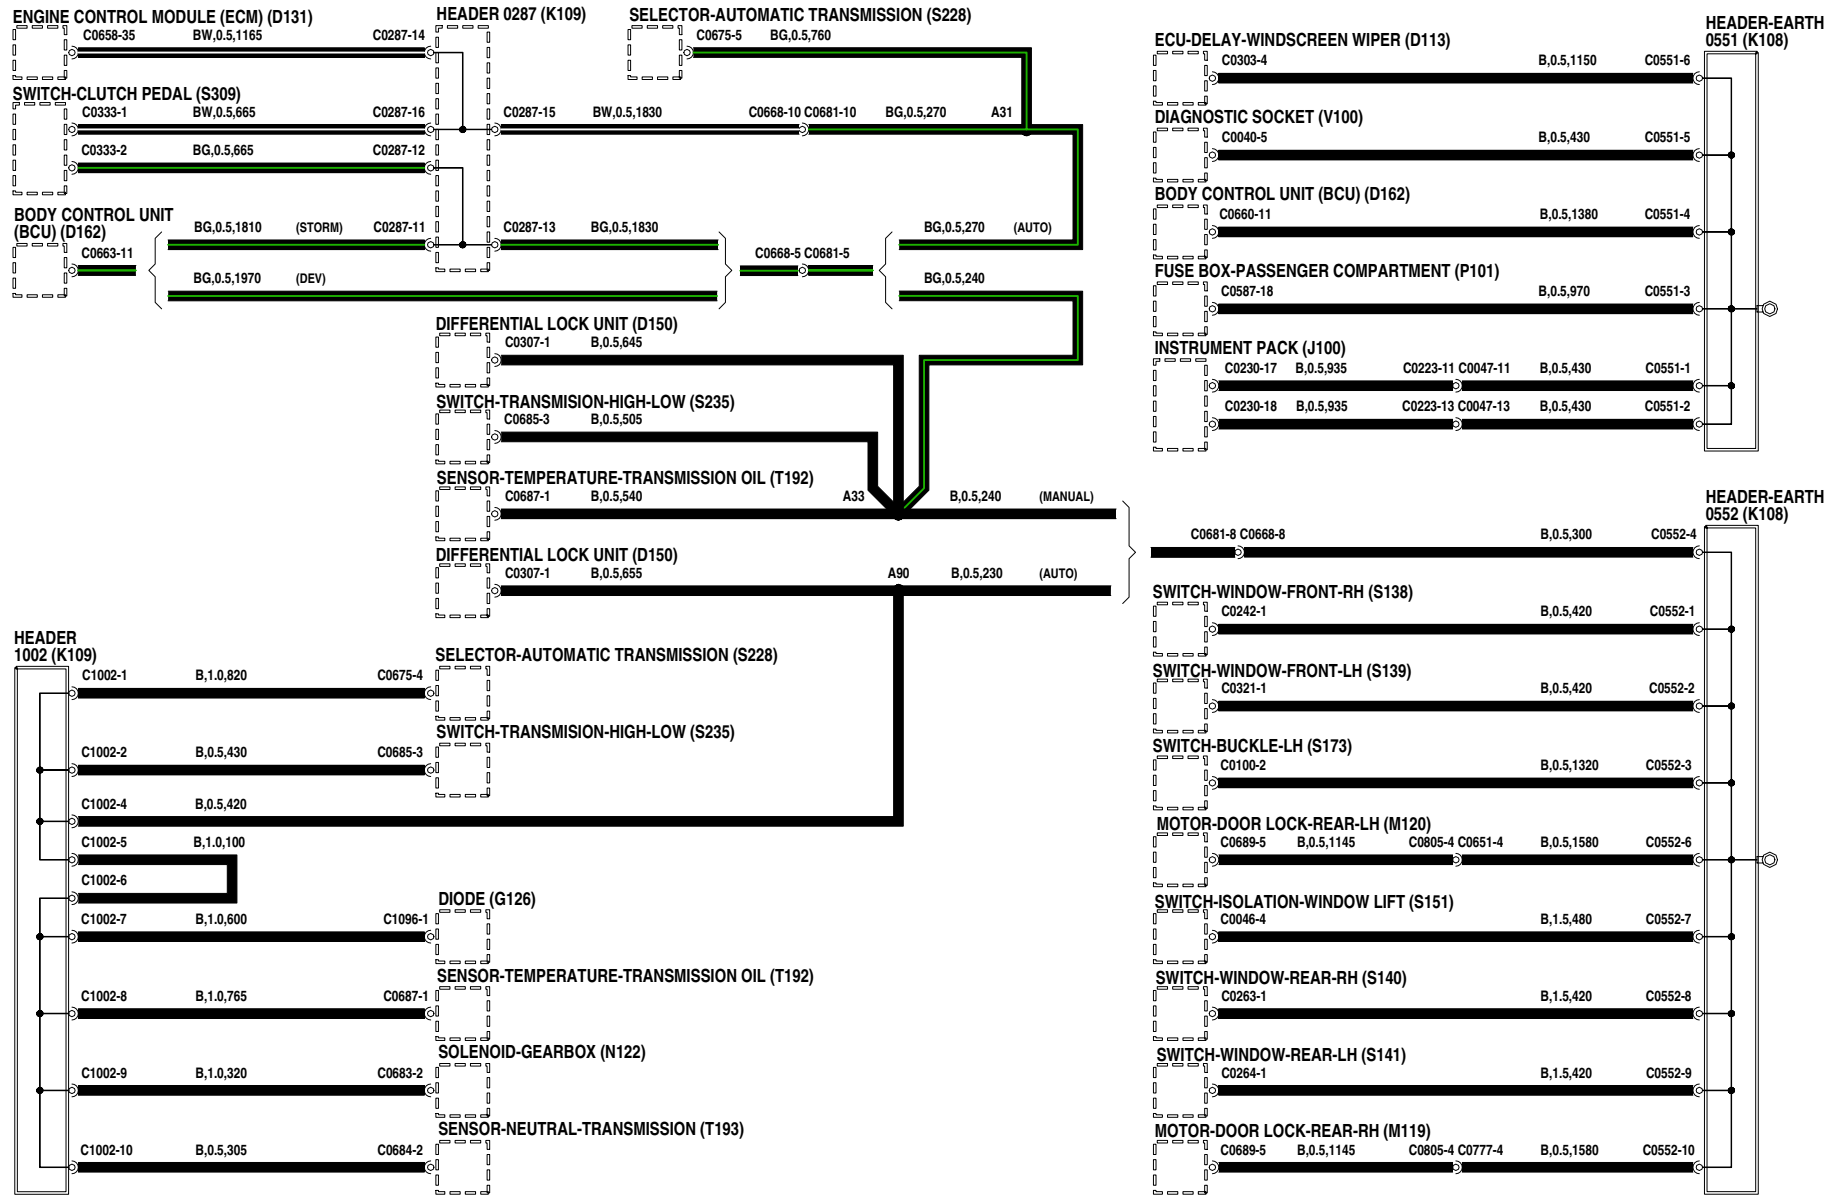 ENGINE CONTROL MODULE (ECM) (D131)
C0658-35 BW,0.5,1165 C0287-14
HEADER 0287 (K109)
SWITCH-CLUTCH PEDAL (S309)
C0333-1 BW,0.5,665 C0287-16
C0333-2 BG,0.5,665 C0287-12
BODY CONTROL UNIT
(BCU) (D162)
C0663-11
BG,0.5,1810 (STORM) C0287-11
BG,0.5,1970 (DEV)
SELECTOR-AUTOMATIC TRANSMISSION (S228)
C0675-5 BG,0.5,760
C0287-15 BW,0.5,1830 C0668-10 C0681-10 BG,0.5,270 A31
C0287-13 BG,0.5,1830
C0668-5 C0681-5
BG,0.5,270 (AUTO)
BG,0.5,240
DIFFERENTIAL LOCK UNIT (D150)
C0307-1 B,0.5,645
SWITCH-TRANSMISION-HIGH-LOW (S235)
C0685-3 B,0.5,505
SENSOR-TEMPERATURE-TRANSMISSION OIL (T192)
C0687-1 B,0.5,540 A33 B,0.5,240 (MANUAL)
DIFFERENTIAL LOCK UNIT (D150)
C0307-1 B,0.5,655 A90 B,0.5,230 (AUTO)
HEADER
1002 (K109)
SELECTOR-AUTOMATIC TRANSMISSION (S228)
C1002-1 B,1.0,820 C0675-4
SWITCH-TRANSMISION-HIGH-LOW (S235)
C1002-2 B,0.5,430 C0685-3
C1002-4 B,0.5,420
C1002-5 B,1.0,100
C1002-6
DIODE (G126)
C1002-7 B,1.0,600 C1096-1
SENSOR-TEMPERATURE-TRANSMISSION OIL (T192)
C1002-8 B,1.0,765 C0687-1
SOLENOID-GEARBOX (N122)
C1002-9 B,1.0,320 C0683-2
SENSOR-NEUTRAL-TRANSMISSION (T193)
C1002-10 B,0.5,305 C0684-2
HEADER-EARTH
0551 (K108)
ECU-DELAY-WINDSCREEN WIPER (D113)
C0303-4 B,0.5,1150 C0551-6
DIAGNOSTIC SOCKET (V100)
C0040-5 B,0.5,430 C0551-5
BODY CONTROL UNIT (BCU) (D162)
C0660-11 B,0.5,1380 C0551-4
FUSE BOX-PASSENGER COMPARTMENT (P101)
C0587-18 B,0.5,970 C0551-3
INSTRUMENT PACK (J100)
C0230-17 B,0.5,935 C0223-11 C0047-11 B,0.5,430 C0551-1
C0230-18 B,0.5,935 C0223-13 C0047-13 B,0.5,430 C0551-2
HEADER-EARTH
0552 (K108)
C0681-8 C0668-8 B,0.5,300 C0552-4
SWITCH-WINDOW-FRONT-RH (S138)
C0242-1 B,0.5,420 C0552-1
SWITCH-WINDOW-FRONT-LH (S139)
C0321-1 B,0.5,420 C0552-2
SWITCH-BUCKLE-LH (S173)
C0100-2 B,0.5,1320 C0552-3
MOTOR-DOOR LOCK-REAR-LH (M120)
C0689-5 B,0.5,1145 C0805-4 C0651-4 B,0.5,1580 C0552-6
SWITCH-ISOLATION-WINDOW LIFT (S151)
C0046-4 B,1.5,480 C0552-7
SWITCH-WINDOW-REAR-RH (S140)
C0263-1 B,1.5,420 C0552-8
SWITCH-WINDOW-REAR-LH (S141)
C0264-1 B,1.5,420 C0552-9
MOTOR-DOOR LOCK-REAR-RH (M119)
C0689-5 B,0.5,1145 C0805-4 C0777-4 B,0.5,1580 C0552-10